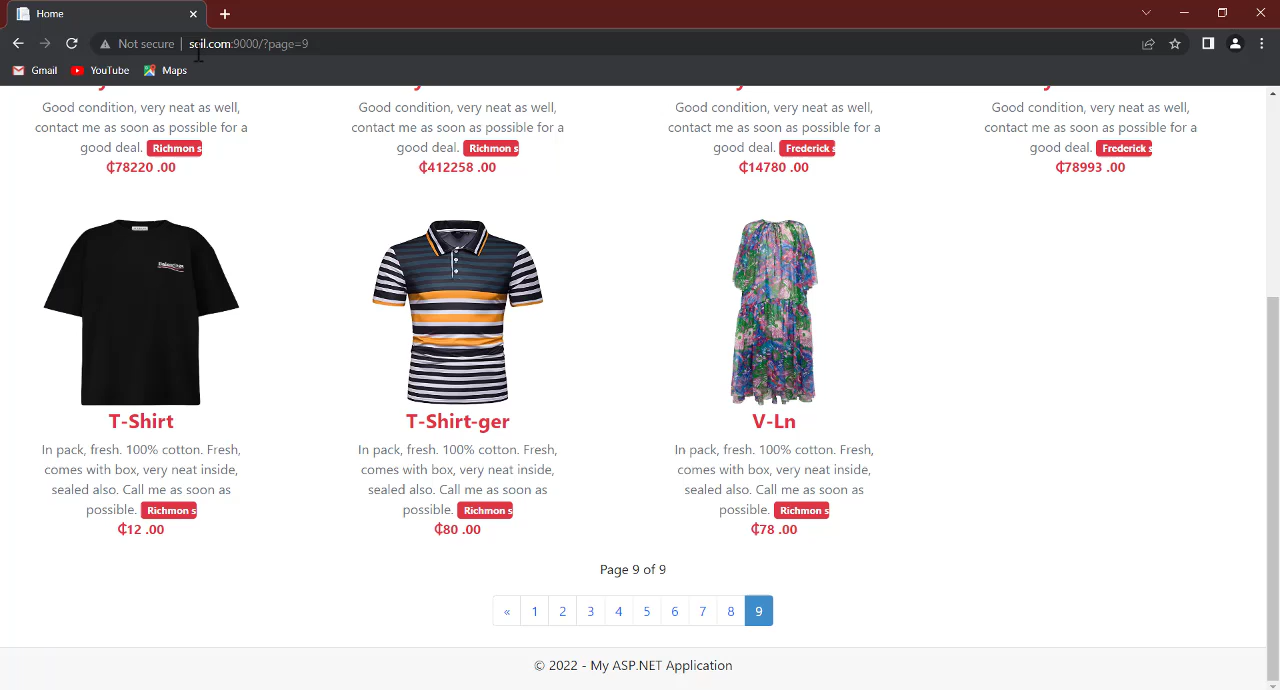 Home
Not secure
seil.com:9000/?page=9
Gmail YouTube Maps
Good condition, very neat as well,
contact me as soon as possible for a
good deal. Richmon s
₵78220 .00
Good condition, very neat as well,
contact me as soon as possible for a
good deal. Richmon s
₵412258 .00
Good condition, very neat as well,
contact me as soon as possible for a
good deal. Frederick s
₵14780 .00
Good condition, very neat as well,
contact me as soon as possible for a
good deal. Frederick s
₵78993 .00
T-Shirt
In pack, fresh. 100% cotton. Fresh,
comes with box, very neat inside,
sealed also. Call me as soon as
possible. Richmon s
₵12 .00
T-Shirt-ger
In pack, fresh. 100% cotton. Fresh,
comes with box, very neat inside,
sealed also. Call me as soon as
possible. Richmon s
₵80 .00
V-Ln
In pack, fresh. 100% cotton. Fresh,
comes with box, very neat inside,
sealed also. Call me as soon as
possible. Richmon s
₵78 .00
Page 9 of 9
« 1 2 3 4 5 6 7 8 9
© 2022 - My ASP.NET Application